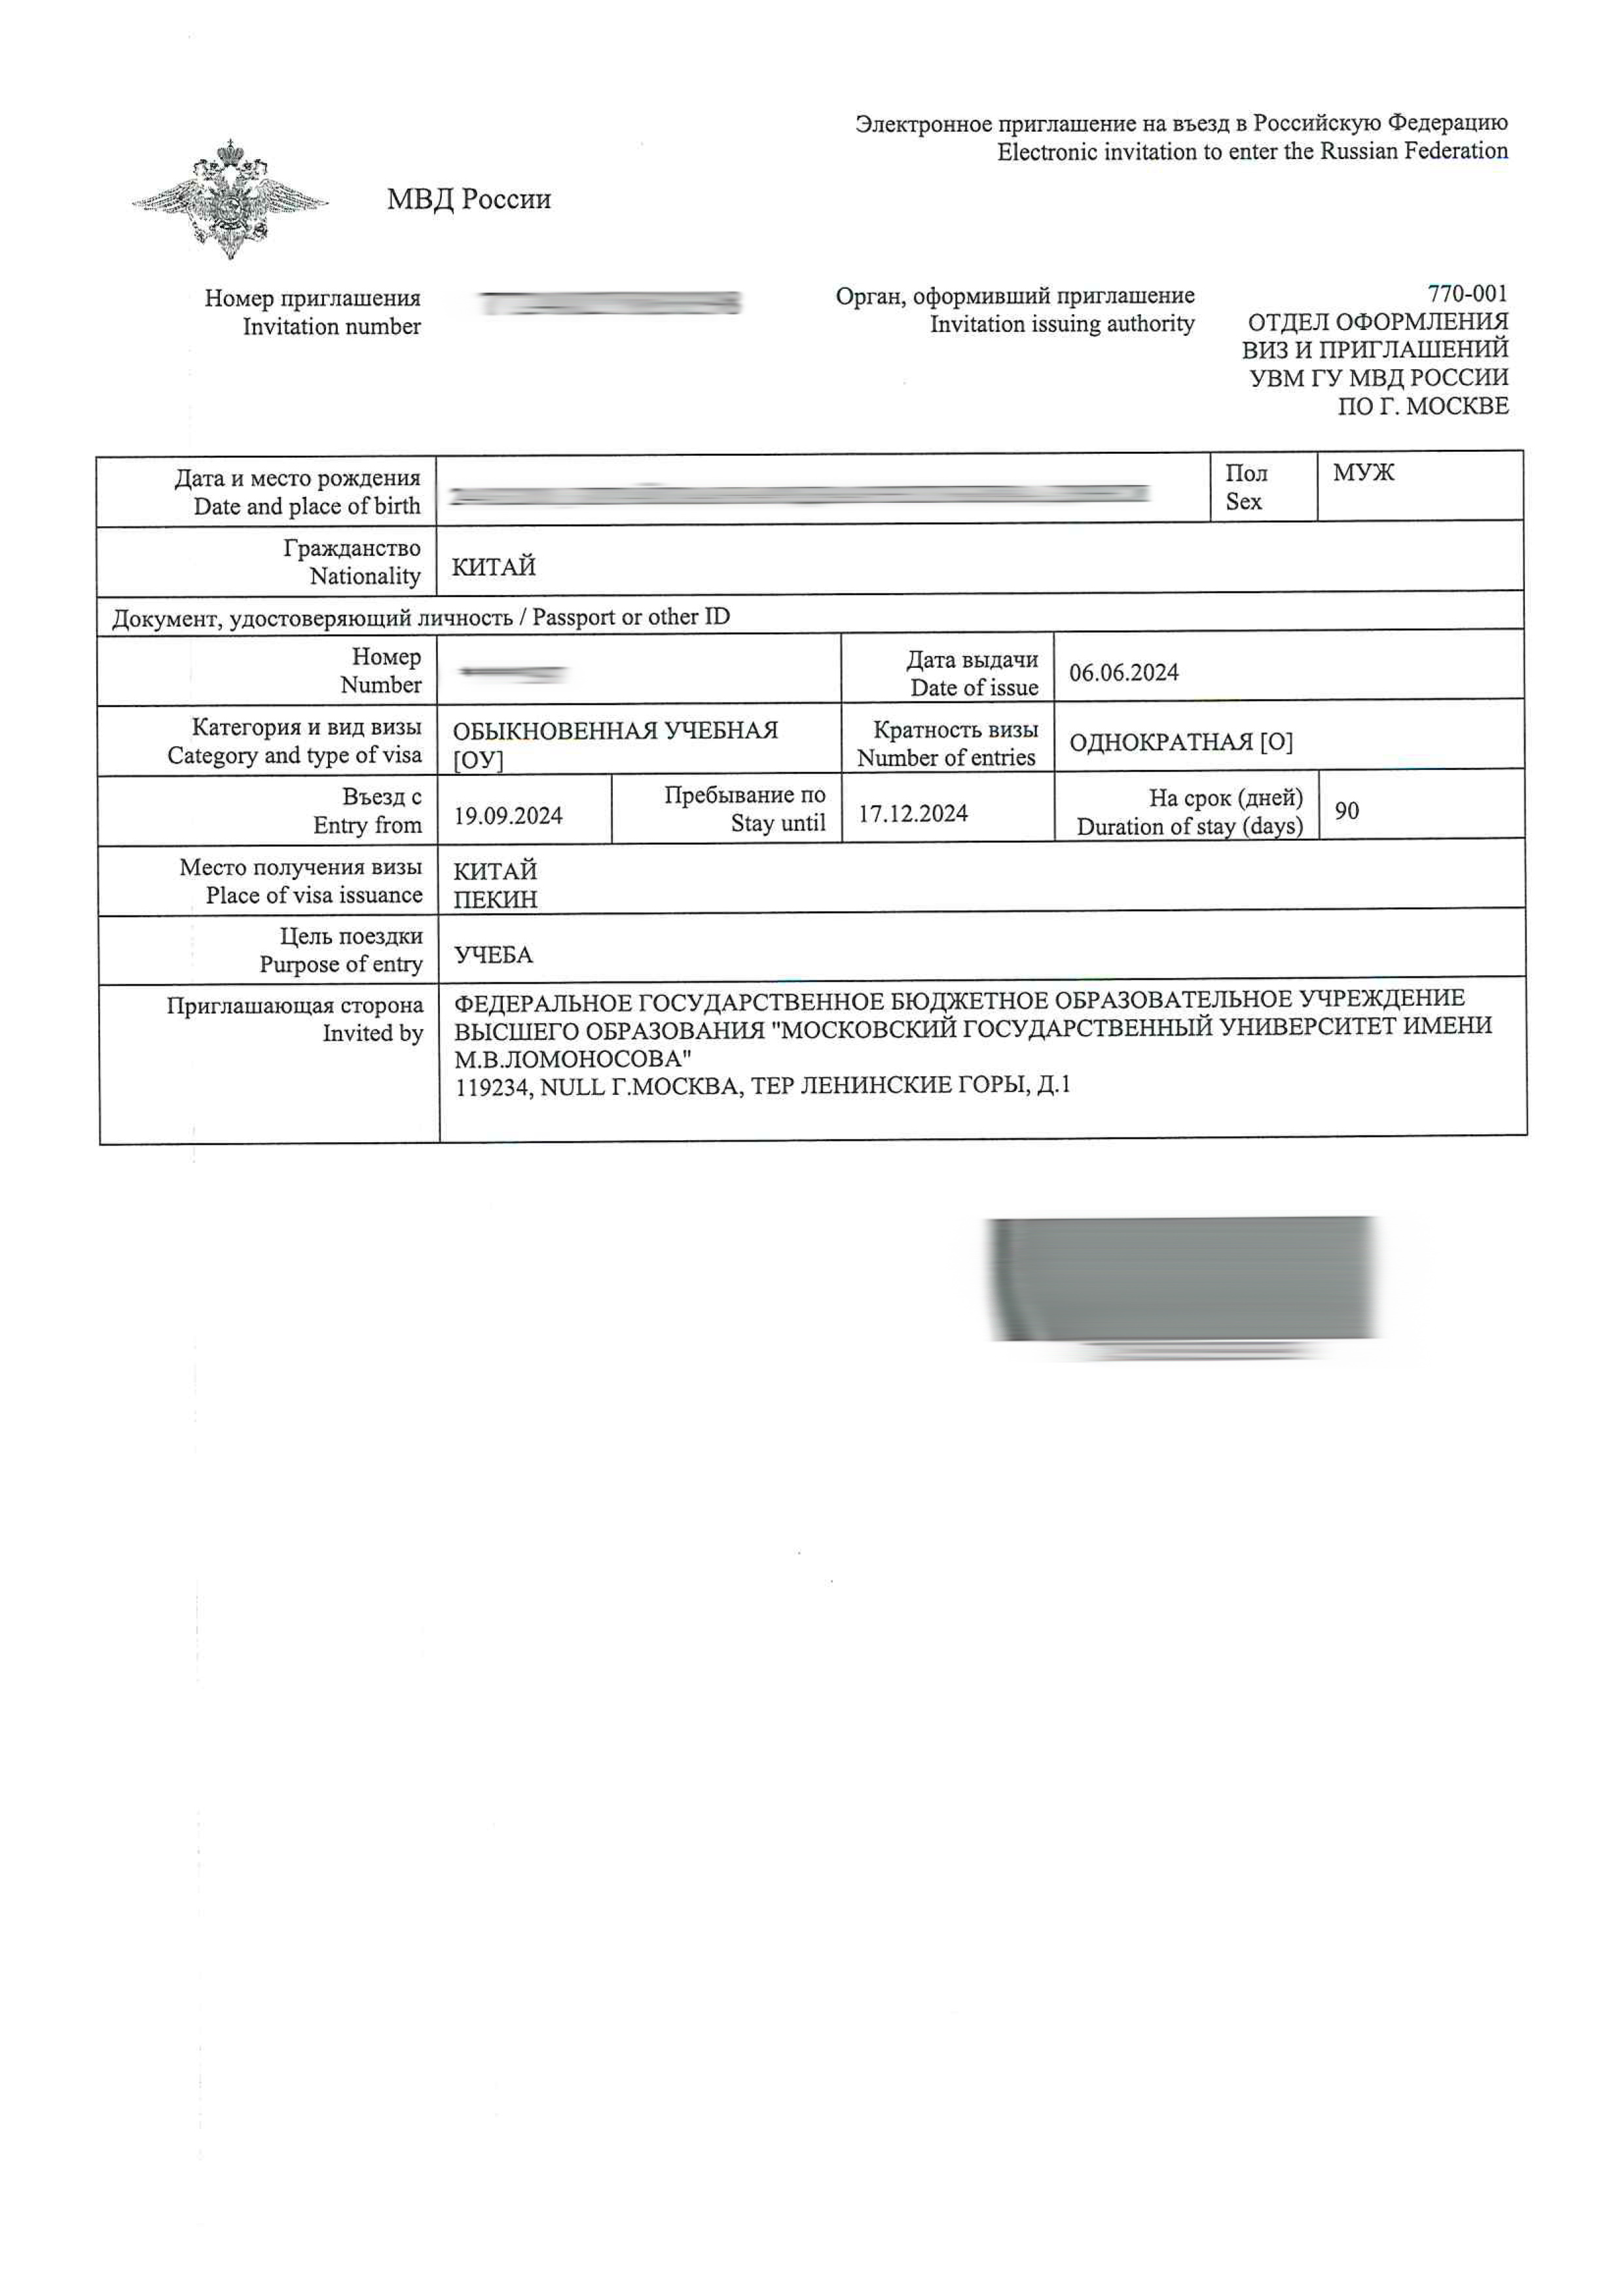 Электронное приглашение на въезд в Российскую Федерацию
Electronic invitation to enter the Russian Federation
МВД России
Номер приглашения
Invitation number
Орган, оформивший приглашение
Invitation issuing authority
770-001
ОТДЕЛ ОФОРМЛЕНИЯ
ВИЗ И ПРИГЛАШЕНИЙ
УВМ ГУ МВД РОССИИ
ПО Г. МОСКВЕ
Дата и место рождения
Date and place of birth
Пол
Sex
МУЖ
Гражданство
Nationality
КИТАЙ
Документ, удостоверяющий личность / Passport or other ID
Номер
Number
Дата выдачи
Date of issue
06.06.2024
Категория и вид визы
Category and type of visa
ОБЫКНОВЕННАЯ УЧЕБНАЯ
[ОУ]
Кратность визы
Number of entries
ОДНОКРАТНАЯ [О]
Въезд с
Entry from
19.09.2024
Пребывание по
Stay until
17.12.2024
На срок (дней)
Duration of stay (days)
90
Место получения визы
Place of visa issuance
КИТАЙ
ПЕКИН
Цель поездки
Purpose of entry
УЧЕБА
Приглашающая сторона
Invited by
ФЕДЕРАЛЬНОЕ ГОСУДАРСТВЕННОЕ БЮДЖЕТНОЕ ОБРАЗОВАТЕЛЬНОЕ УЧРЕЖДЕНИЕ
ВЫСШЕГО ОБРАЗОВАНИЯ "МОСКОВСКИЙ ГОСУДАРСТВЕННЫЙ УНИВЕРСИТЕТ ИМЕНИ
М.В.ЛОМОНОСОВА"
119234, NULL Г.МОСКВА, ТЕР ЛЕНИНСКИЕ ГОРЫ, Д.1